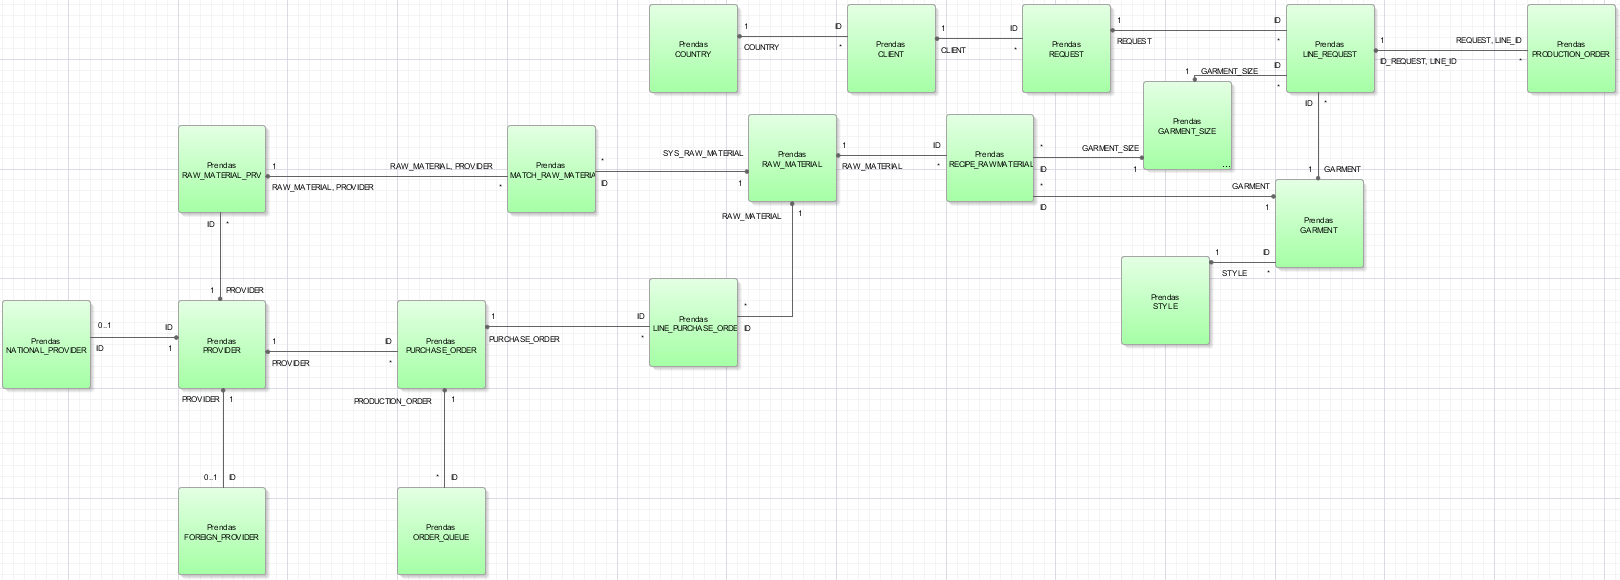 Prendas
COUNTRY
1
ID
COUNTRY
*
Prendas
CLIENT
1
ID
CLIENT
*
Prendas
REQUEST
1
ID
REQUEST
*
Prendas
LINE_REQUEST
1
REQUEST, LINE_ID
ID_REQUEST, LINE_ID
*
Prendas
PRODUCTION_ORDER
1
GARMENT_SIZE
ID
*
Prendas
GARMENT_SIZE
...
ID
*
1
GARMENT
Prendas
RAW_MATERIAL_PRV
1
RAW_MATERIAL, PROVIDER
RAW_MATERIAL, PROVIDER
*
Prendas
MATCH_RAW_MATERIA
*
SYS_RAW_MATERIAL
ID
1
Prendas
RAW_MATERIAL
1
ID
RAW_MATERIAL
*
Prendas
RECIPE_RAWMATERIAL
*
GARMENT_SIZE
ID
1
*
GARMENT
ID
1
Prendas
GARMENT
1
ID
STYLE
*
Prendas
STYLE
RAW_MATERIAL
1
ID
*
1
PROVIDER
Prendas
NATIONAL_PROVIDER
0..1
ID
ID
1
Prendas
PROVIDER
1
ID
PROVIDER
*
Prendas
PURCHASE_ORDER
1
ID
PURCHASE_ORDER
*
Prendas
LINE_PURCHASE_ORDE
*
ID
PROVIDER
1
0..1
ID
PRODUCTION_ORDER
1
*
ID
Prendas
FOREIGN_PROVIDER
Prendas
ORDER_QUEUE